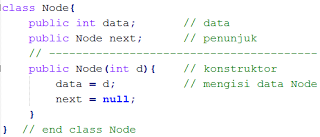 class Node{
public int data; // data
public Node next; // penunjuk
// ------------------------------------
public Node(int d){ // konstruktor
data = d; // mengisi data Node
next = null;
}
} // end class Node